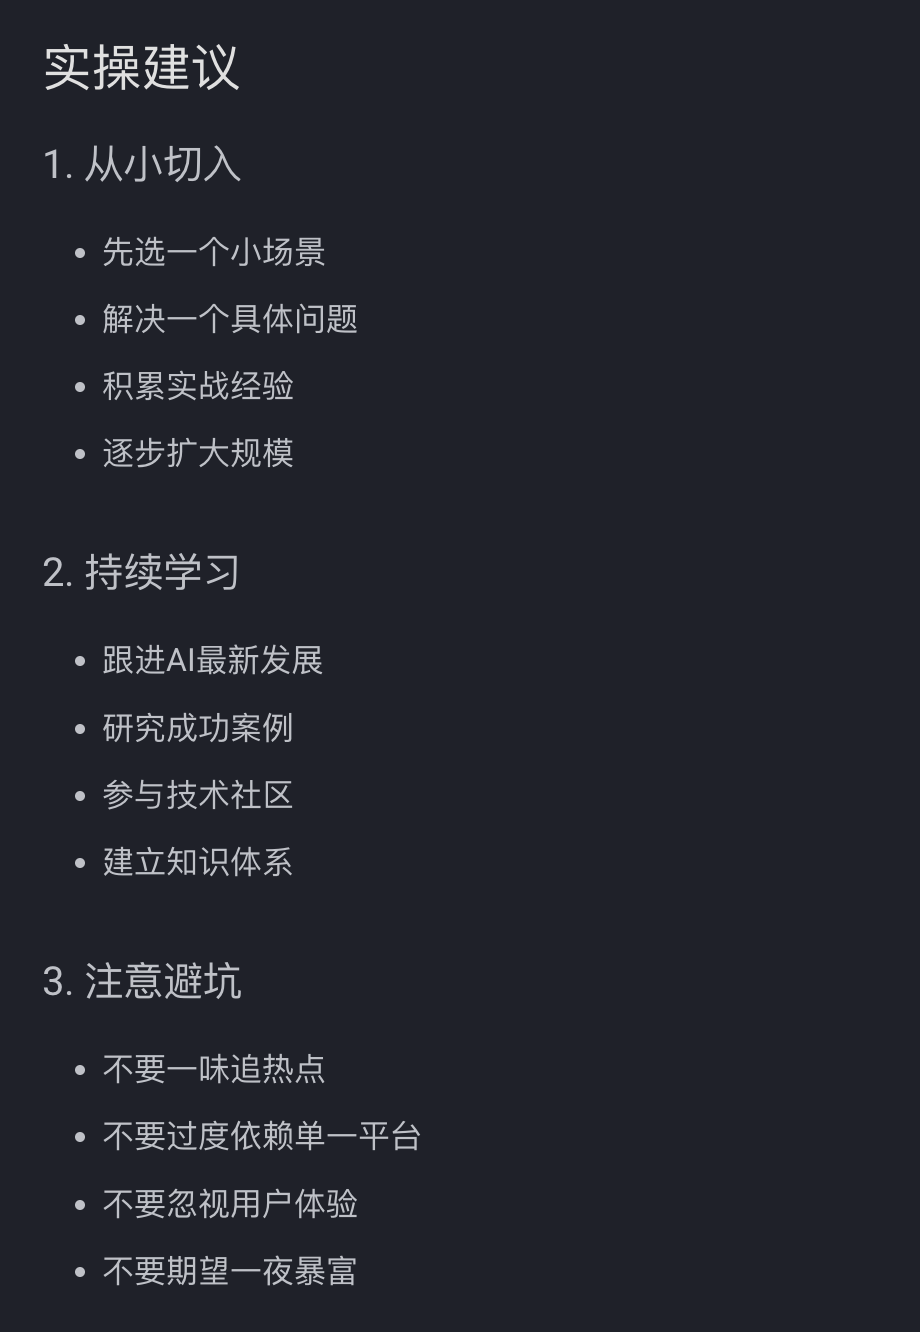 实操建议
1. 从小切入
• 先选一个小场景
• 解决一个具体问题
• 积累实战经验
• 逐步扩大规模
2. 持续学习
• 跟进AI最新发展
• 研究成功案例
• 参与技术社区
• 建立知识体系
3. 注意避坑
• 不要一味追热点
• 不要过度依赖单一平台
• 不要忽视用户体验
• 不要期望一夜暴富